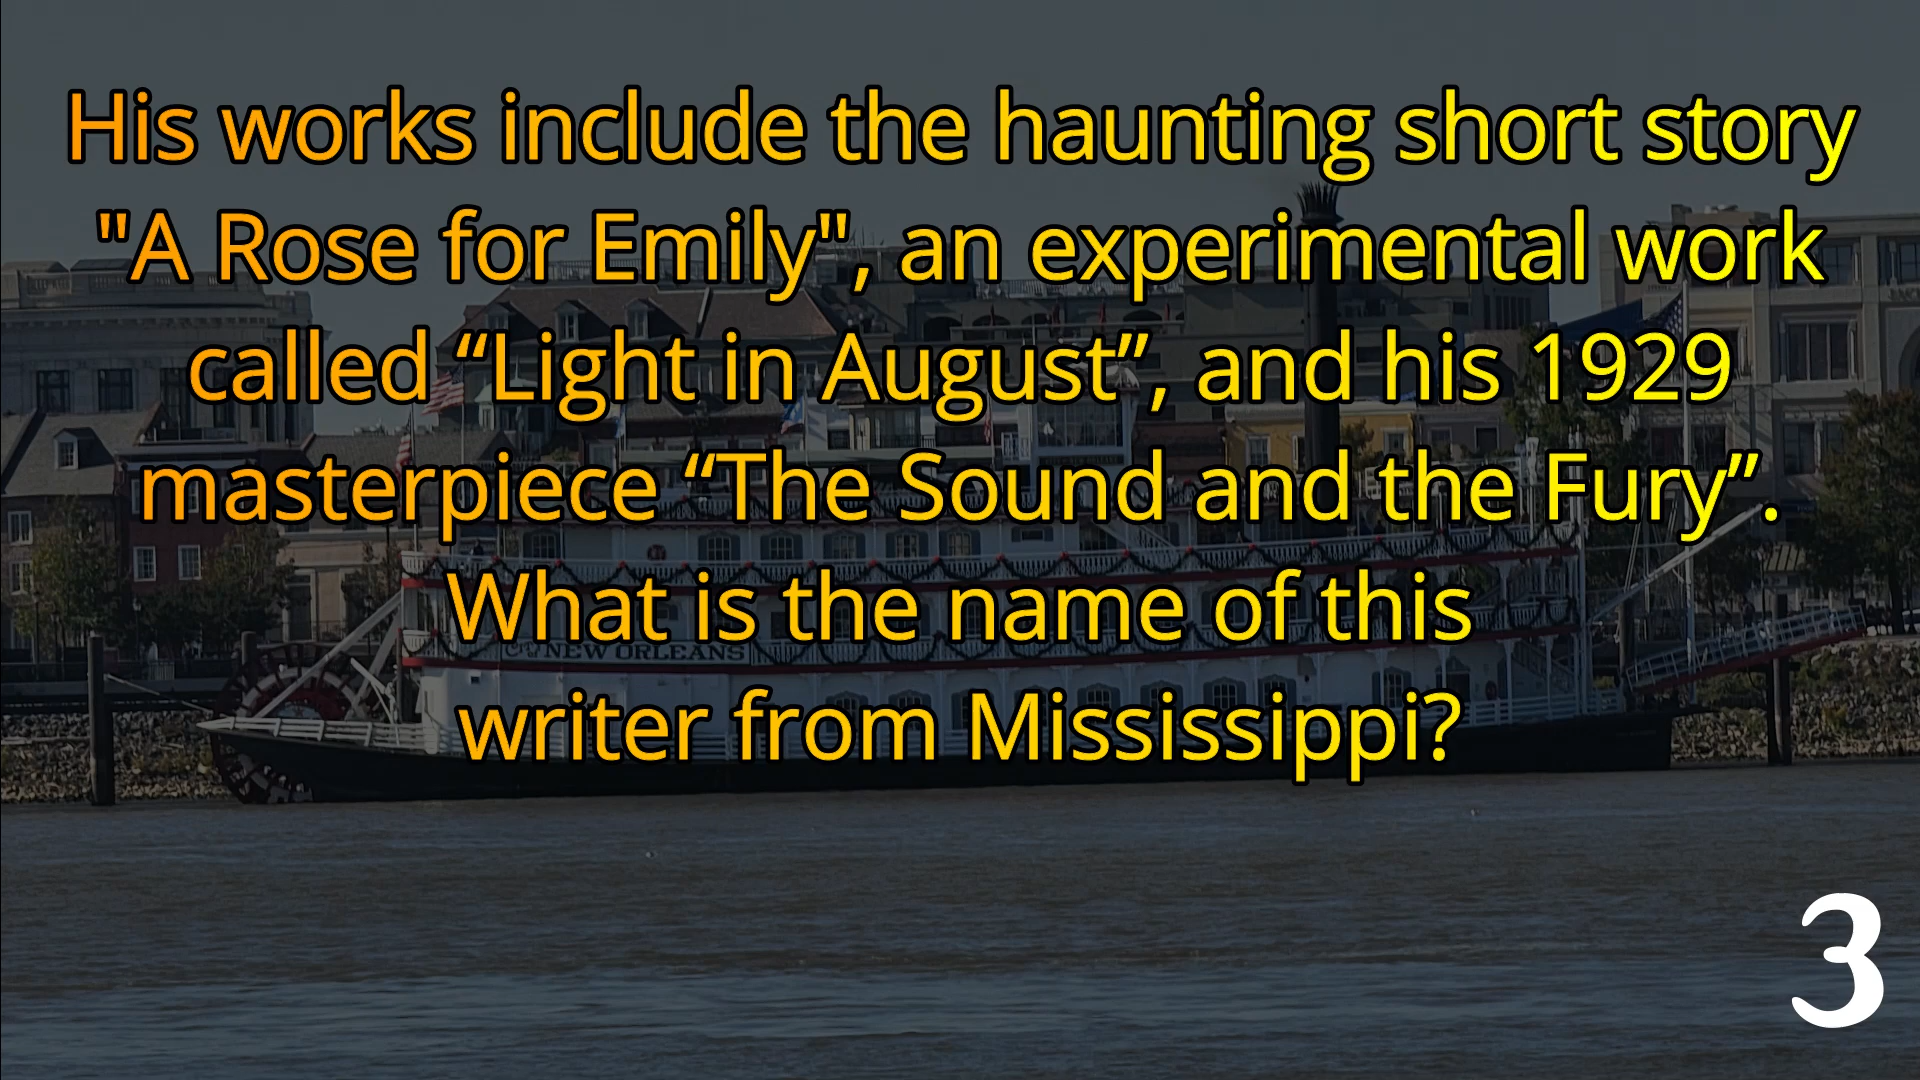 His works include the haunting short story
"A Rose for Emily", an experimental work
called “Light in August”, and his 1929
masterpiece “The Sound and the Fury”.
What is the name of this
NEW ORLEANS
writer from Mississippi?
3